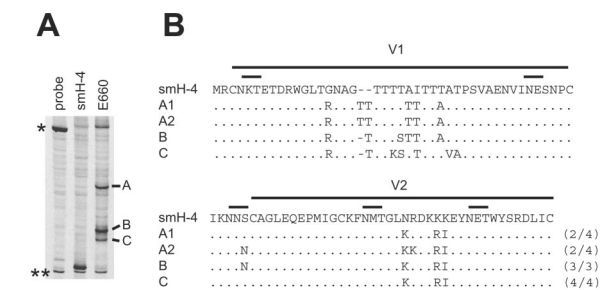 A
B
probe
smH-4
E660
*
**
A
B
C
V1
smH-4 MRCNKTETDRWGLTGNAG--TTTTAITTTATPSVAENVINESNPC
A1 ..............R...TT....TT..A................
A2 ..............R...TT....TT..A................
B ..............R...-T...STT..A................
C ..............R...-T..KS.T...VA..............
V2
smH-4 IKNNSCAGLEQEPMIGCKFNMTGLNRDKKKEYNETWYSRDLIC
A1 ........................K...RI............. (2/4)
A2 ....N...................KK..RI............. (2/4)
B ....N...................K...RI............. (3/3)
C ........................K...RI............. (4/4)